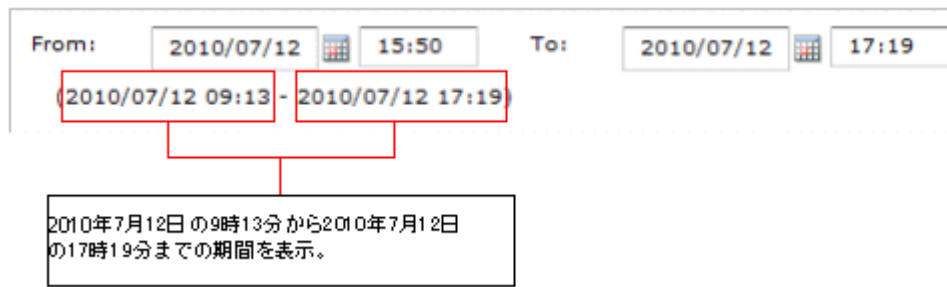 From: 2010/07/12 15:50 To: 2010/07/12 17:19
(2010/07/12 09:13 - 2010/07/12 17:19)
2010年7月12日の9時13分から2010年7月12日
の17時19分までの期間を表示。